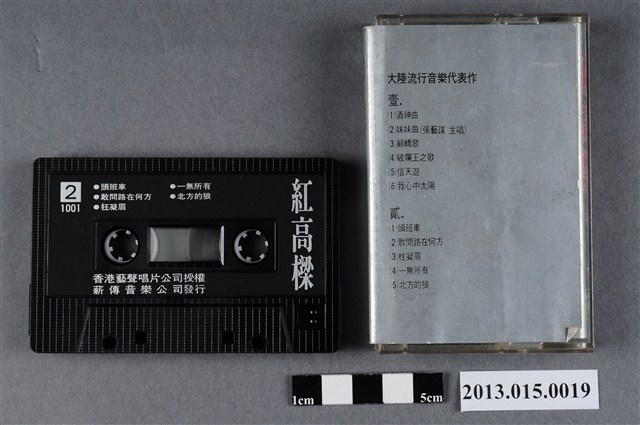 2
1001
●頭班車
●敢問路在何方
●枉凝眉
●一無所有
●北方的狼
紅高樑
香港藝聲唱片公司授權
薪傳音樂公司發行
大陸流行音樂代表作
壹.
1 酒神曲
2 妹妹曲(張藝謀 主唱)
3 顛轎歌
4 破爛王之歌
5 信天遊
6 我心中太陽
貳.
1 頭班車
2 敢問路在何方
3 枉凝眉
4 一無所有
5 北方的狼
1cm 5cm
2013.015.0019